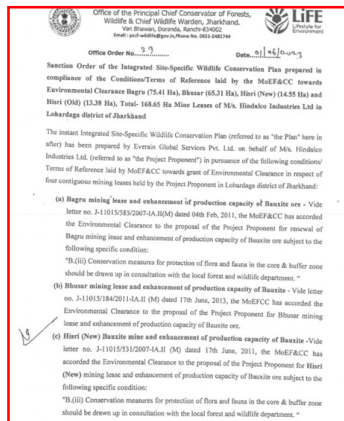 Office of the Principal Chief Conservator of Forests,
Wildlife & Chief Wildlife Warden, Jharkhand.
Van Bhawan, Doranda, Ranchi-834002
LiFE
Lifestyle for
Environment
Office Order No.
Date.
Sanction Order of the Integrated Site-Specific Wildlife Conservation Plan prepared in
compliance of the Conditions/Terms of Reference laid by the MoEF&CC towards
Environmental Clearance Bagru (75.41 Ha), Bhusar (65.31 Ha), Hisri (New) (14.55 Ha) and
Hisri (Old) (13.38 Ha), Total- 168.65 Ha Mine Leases of M/s. Hindalco Industries Ltd in
Lohardaga district of Jharkhand
The instant Integrated Site-Specific Wildlife Conservation Plan (referred to as "the Plan" here in
after) has been prepared by Eversin Global Services Pvt. Ltd. on behalf of M/s. Hindalco
Industries Ltd. (referred to as "the Project Proponent") in pursuance of the following conditions/
Terms of Reference laid by MoEF&CC towards grant of Environmental Clearance in respect of
four contiguous mining leases held by the Project Proponent in Lohardaga district of Jharkhand:
(a) Bagru mining lease and enhancement of production capacity of Bauxite ore - Vide
letter no. J-11015/585/2007-IA.II(M) dated 04th Feb, 2011, the MoEF&CC has accorded
the Environmental Clearance to the proposal of the Project Proponent for renewal of
Bagru mining lease and enhancement of production capacity of Bauxite ore subject to the
following specific condition:
"B.(iii) Conservation measures for protection of flora and fauna in the core & buffer zone
should be drawn up in consultation with the local forest and wildlife department. "
(b) Bhusar mining lease and enhancement of production capacity of Bauxite - Vide letter
no. J-11015/184/2011-IA.II (M) dated 17th June, 2013, the MoEFCC has accorded the
Environmental Clearance to the proposal of the Project Proponent for Bhusar mining
lease and enhancement of production capacity of Bauxite ore.
(c) Hisri (New) Bauxite mine and enhancement of production capacity of Bauxite -Vide
letter no. J-11015/531/2007-IA.II (M) dated 17th June, 2011, the MoEF&CC has
accorded the Environmental Clearance to the proposal of the Project Proponent for Hisri
(New) mining lease and enhancement of production capacity of Bauxite ore subject to the
following specific condition:
"B.(iii) Conservation measures for protection of flora and fauna in the core & buffer zone
should be drawn up in consultation with the local forest and wildlife department. "